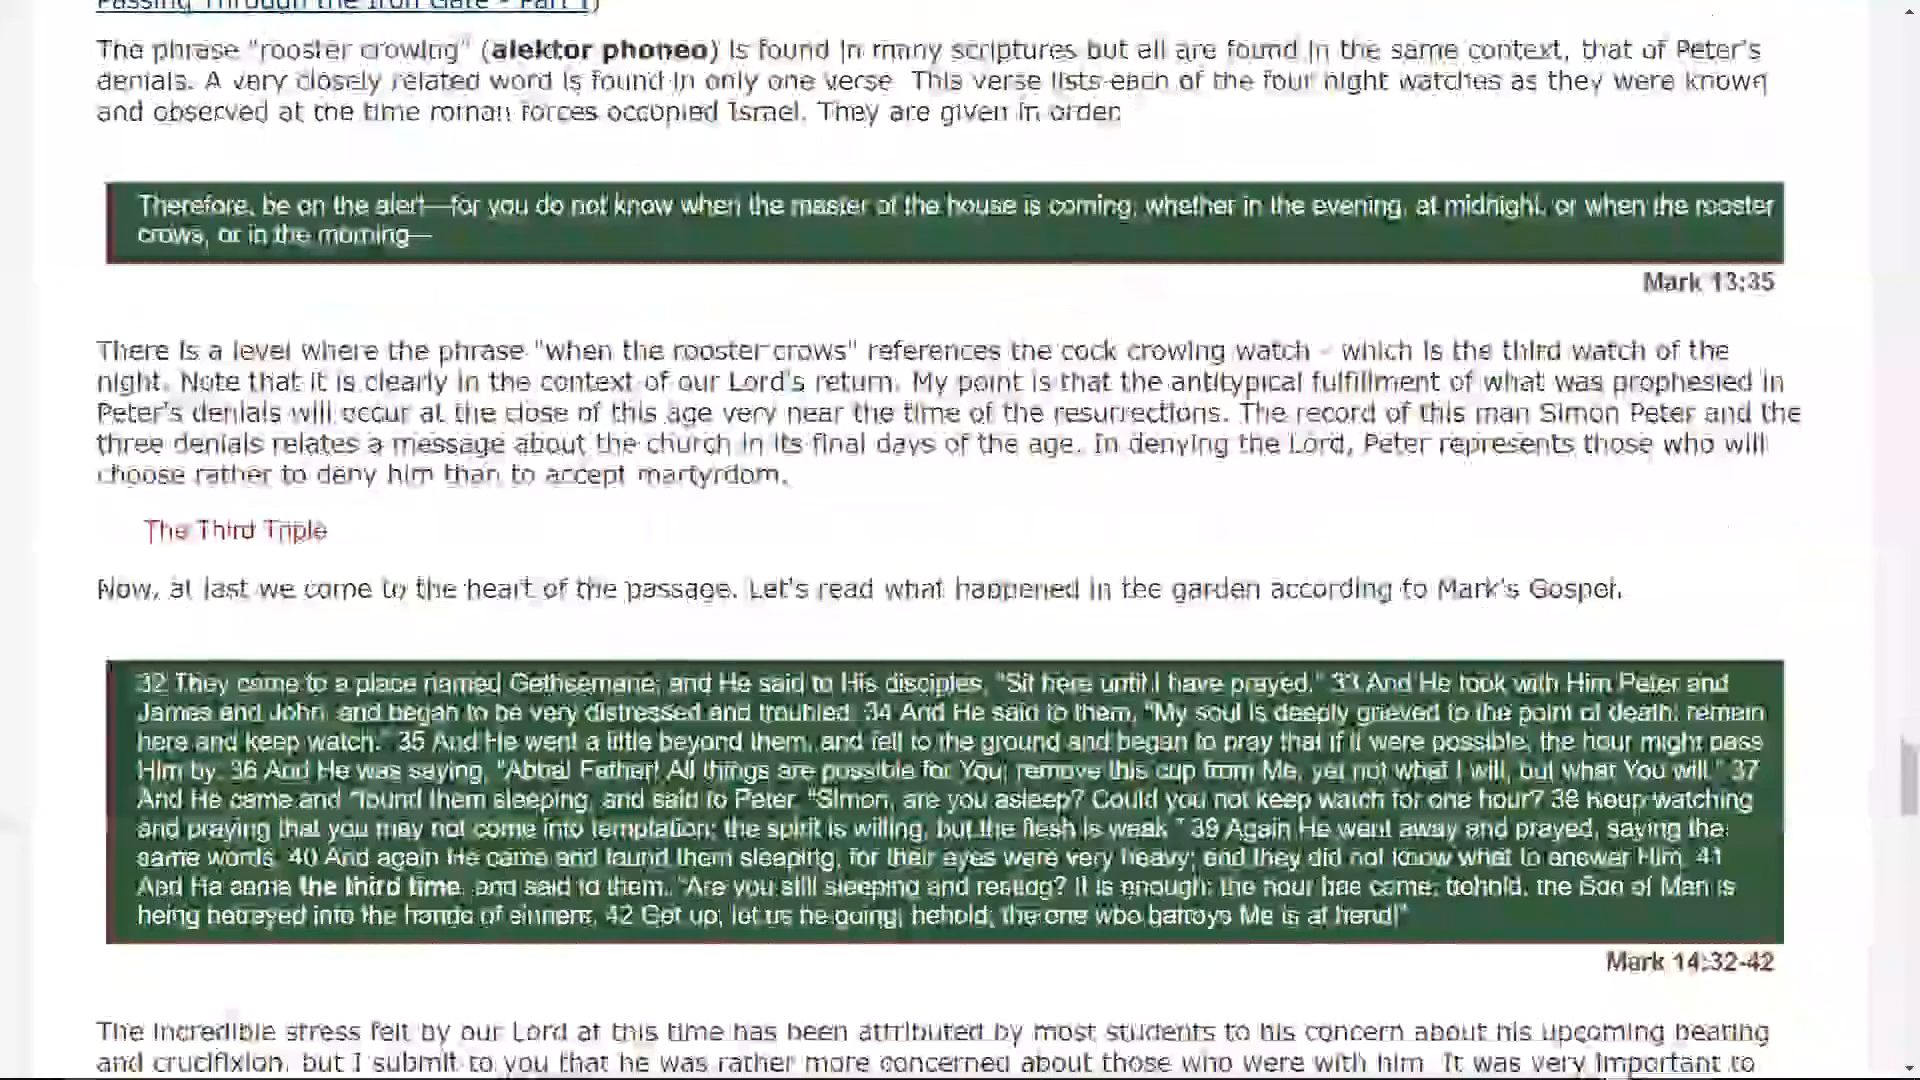 Passing Through the Iron Gate - Part 1)
The phrase "rooster crowing" (alektor phoneo) is found in many scriptures but all are found in the same context, that of Peter's
denials. A very closely related word is found in only one verse. This verse lists each of the four night watches as they were known
and observed at the time roman forces occupied Israel. They are given in order.
Therefore, be on the alert—for you do not know when the master of the house is coming, whether in the evening, at midnight, or when the rooster
crows, or in the morning—
Mark 13:35
There is a level where the phrase "when the rooster crows" references the cock crowing watch - which is the third watch of the
night. Note that it is clearly in the context of our Lord's return. My point is that the antitypical fulfillment of what was prophesied in
Peter's denials will occur at the close of this age very near the time of the resurrections. The record of this man Simon Peter and the
three denials relates a message about the church in its final days of the age. In denying the Lord, Peter represents those who will
choose rather to deny him than to accept martyrdom.
The Third Triple
Now, at last we come to the heart of the passage. Let's read what happened in the garden according to Mark's Gospel.
32 They came to a place named Gethsemane; and He said to His disciples, "Sit here until I have prayed." 33 And He took with Him Peter and
James and John, and began to be very distressed and troubled. 34 And He said to them, "My soul is deeply grieved to the point of death; remain
here and keep watch." 35 And He went a little beyond them, and fell to the ground and began to pray that if it were possible, the hour might pass
Him by. 36 And He was saying, "Abba! Father! All things are possible for You; remove this cup from Me; yet not what I will, but what You will." 37
And He came and *found them sleeping, and said to Peter, "Simon, are you asleep? Could you not keep watch for one hour? 38 Keep watching
and praying that you may not come into temptation; the spirit is willing, but the flesh is weak." 39 Again He went away and prayed, saying the
same words. 40 And again He came and found them sleeping, for their eyes were very heavy; and they did not know what to answer Him. 41
And He came the third time, and said to them, "Are you still sleeping and resting? It is enough; the hour has come; behold, the Son of Man is
being betrayed into the hands of sinners. 42 Get up, let us be going; behold, the one who betrays Me is at hand!"
Mark 14:32-42
The incredible stress felt by our Lord at this time has been attributed by most students to his concern about his upcoming beating
and crucifixion, but I submit to you that he was rather more concerned about those who were with him. It was very important to